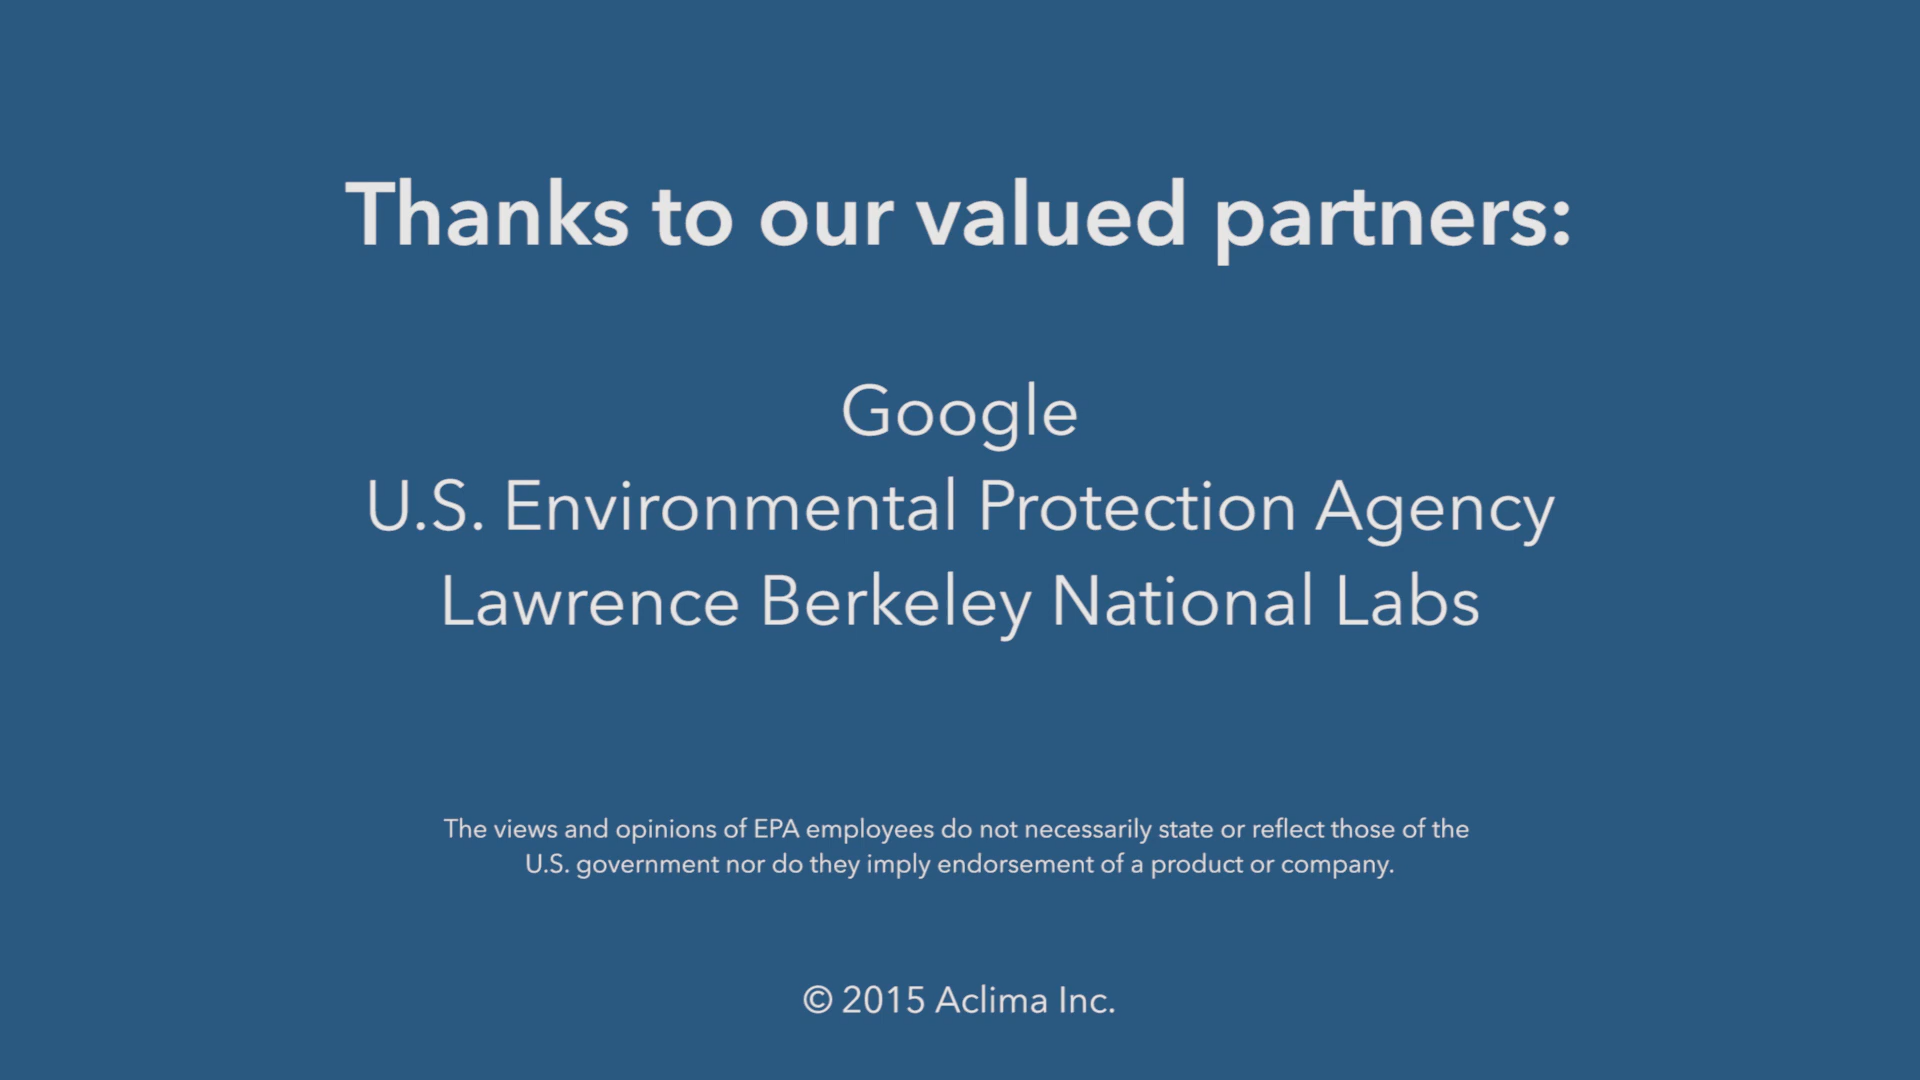 Thanks to our valued partners:
Google
U.S. Environmental Protection Agency
Lawrence Berkeley National Labs
The views and opinions of EPA employees do not necessarily state or reflect those of the
U.S. government nor do they imply endorsement of a product or company.
© 2015 Aclima Inc.